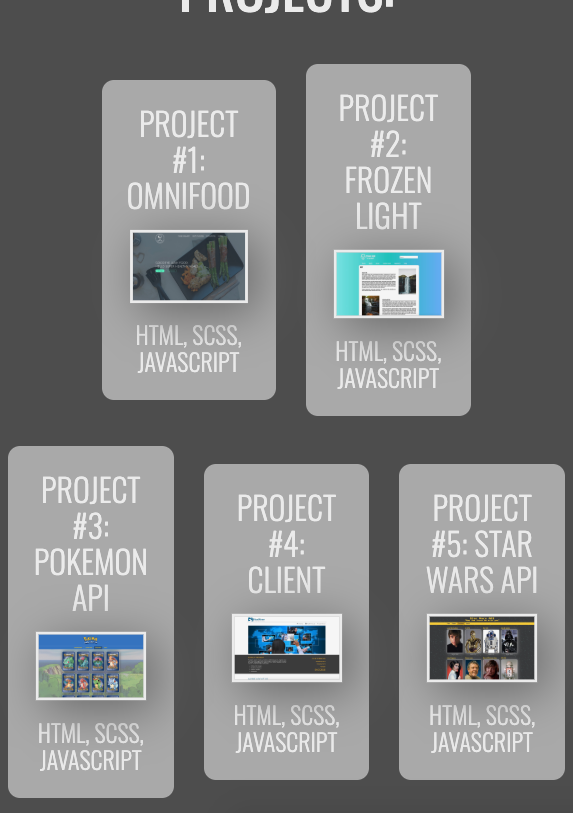 PROJECTS:
PROJECT
#1:
OMNIFOOD
HTML, SCSS,
JAVASCRIPT
PROJECT
#2:
FROZEN
LIGHT
HTML, SCSS,
JAVASCRIPT
PROJECT
#3:
POKEMON
API
HTML, SCSS,
JAVASCRIPT
PROJECT
#4:
CLIENT
HTML, SCSS,
JAVASCRIPT
PROJECT
#5: STAR
WARS API
HTML, SCSS,
JAVASCRIPT